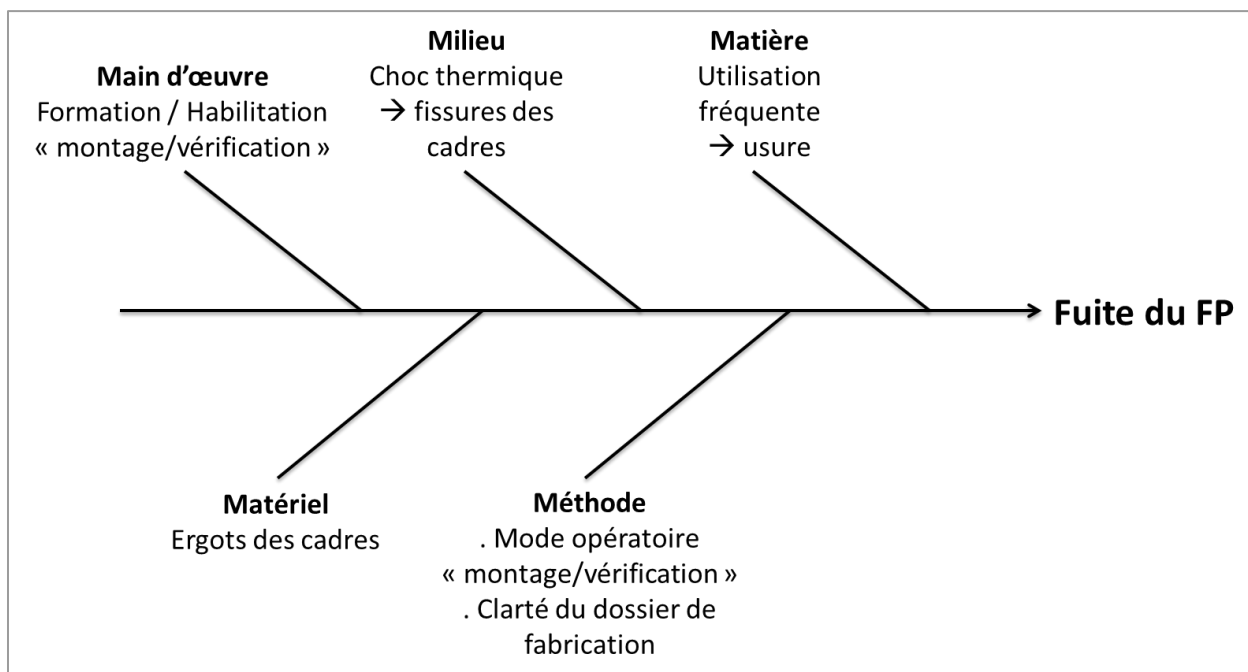 Main d’œuvre
Formation / Habilitation
« montage/vérification »
Milieu
Choc thermique
→ fissures des
cadres
Matière
Utilisation
fréquente
→ usure
Fuite du FP
Matériel
Ergots des cadres
Méthode
. Mode opératoire
« montage/vérification »
. Clarté du dossier de
fabrication